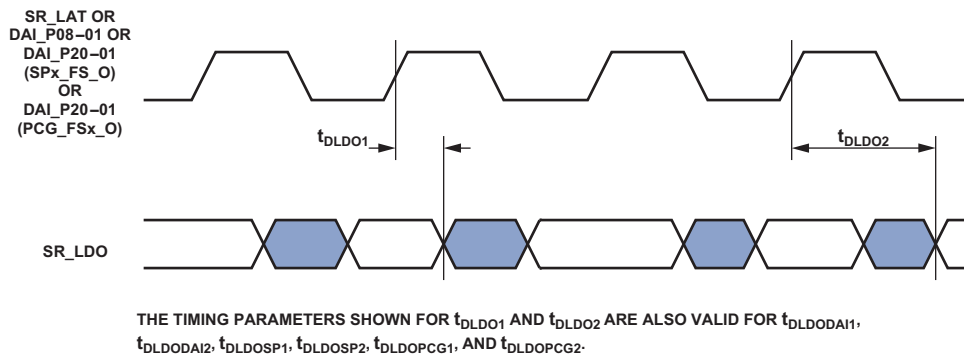 SR_LAT OR
DAI_P08–01 OR
DAI_P20–01
(SPx_FS_O)
OR
DAI_P20–01
(PCG_FSx_O)
tDLDO1
tDLDO2
SR_LDO
THE TIMING PARAMETERS SHOWN FOR tDLDO1 AND tDLDO2 ARE ALSO VALID FOR tDLDODAI1,
tDLDODAI2, tDLDOSP1, tDLDOSP2, tDLDOPCG1, AND tDLDOPCG2.